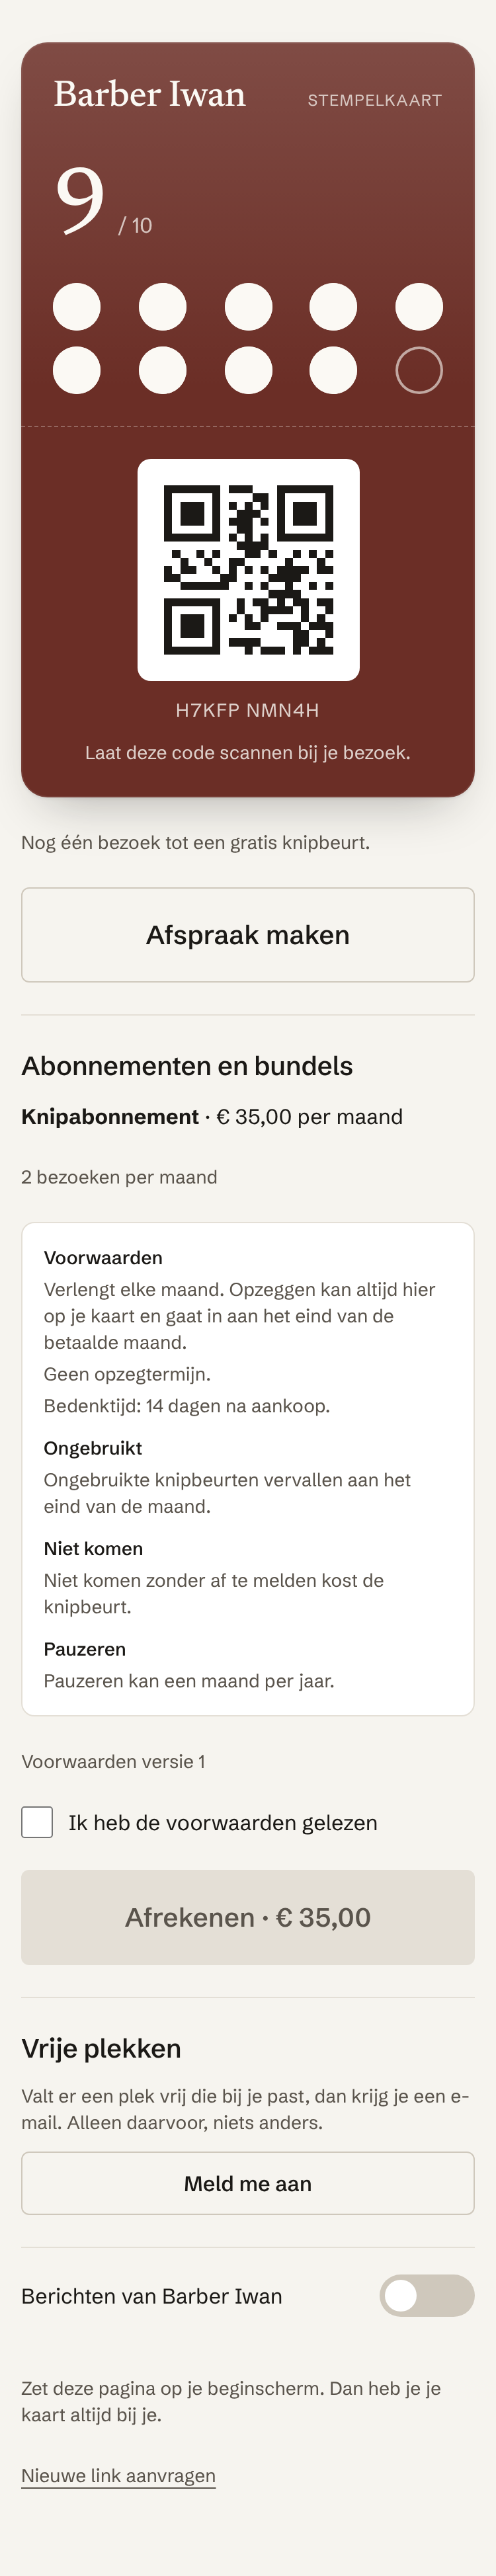 Barber Iwan
STEMPELKAART
9 / 10
H7KFP NMN4H
Laat deze code scannen bij je bezoek.
Nog één bezoek tot een gratis knipbeurt.
Afspraak maken
Abonnementen en bundels
Knipabonnement · € 35,00 per maand
2 bezoeken per maand
Voorwaarden
Verlengt elke maand. Opzeggen kan altijd hier
op je kaart en gaat in aan het eind van de
betaalde maand.
Geen opzegtermijn.
Bedenktijd: 14 dagen na aankoop.
Ongebruikt
Ongebruikte knipbeurten vervallen aan het
eind van de maand.
Niet komen
Niet komen zonder af te melden kost de
knipbeurt.
Pauzeren
Pauzeren kan een maand per jaar.
Voorwaarden versie 1
Ik heb de voorwaarden gelezen
Afrekenen · € 35,00
Vrije plekken
Valt er een plek vrij die bij je past, dan krijg je een e-
mail. Alleen daarvoor, niets anders.
Meld me aan
Berichten van Barber Iwan
Zet deze pagina op je beginscherm. Dan heb je je
kaart altijd bij je.
Nieuwe link aanvragen